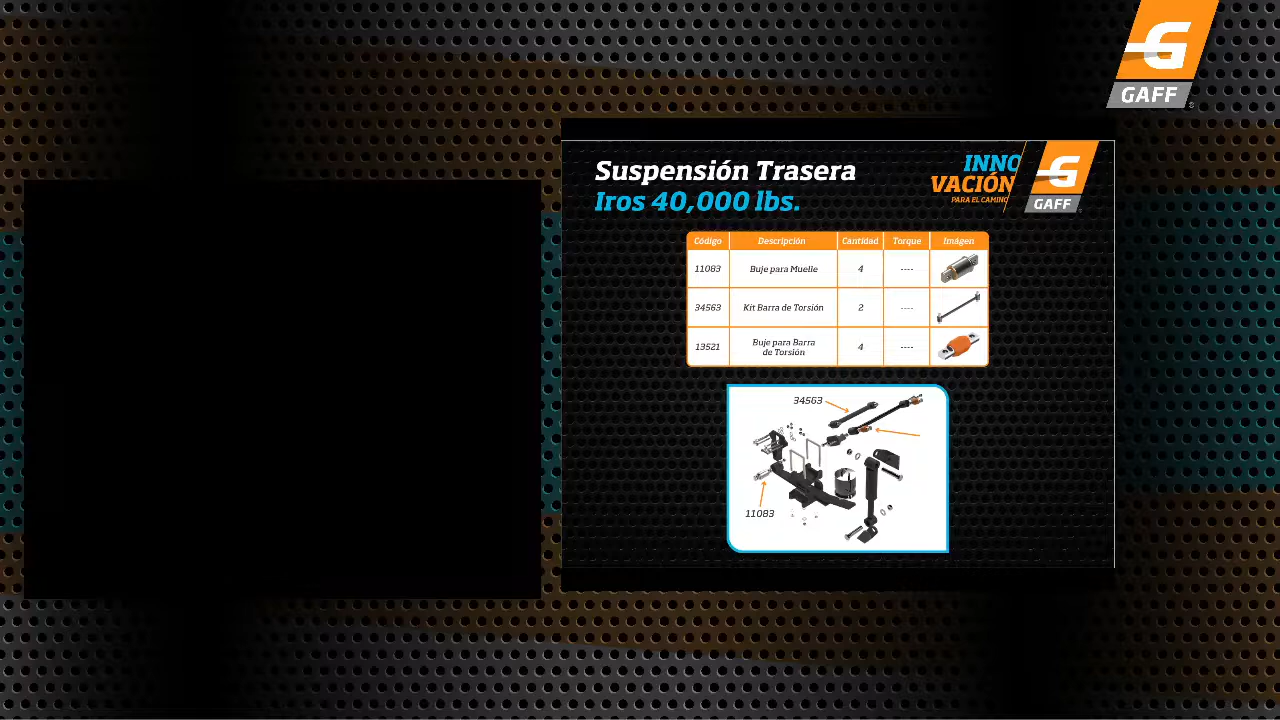 GAFF
Suspensión Trasera
Iros 40,000 lbs.
INNO
VACIÓN
PARA EL CAMINO
GAFF
Código Descripción Cantidad Torque Imágen
11083 Buje para Muelle 4 ----
34563 Kit Barra de Torsión 2 ----
13521 Buje para Barra de Torsión 4 ----
34563
11083